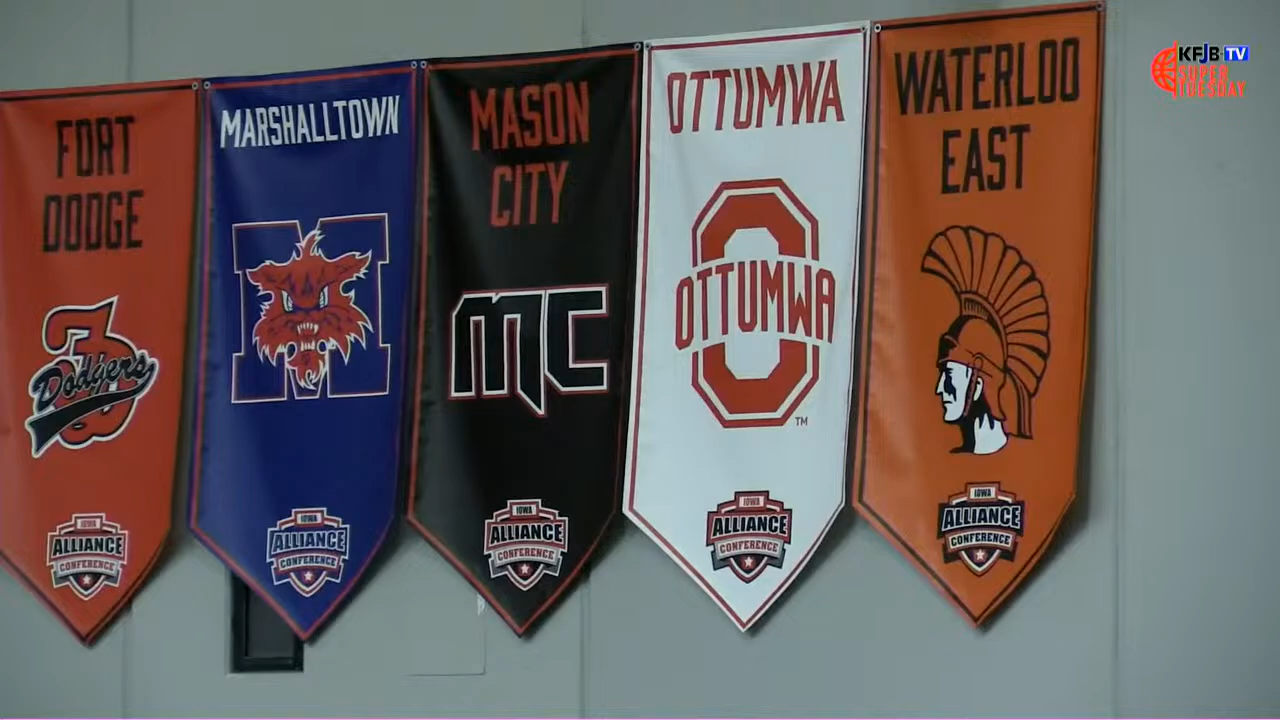 FORT
DODGE
Dodgers
IOWA
ALLIANCE
CONFERENCE
MARSHALLTOWN
M
IOWA
ALLIANCE
CONFERENCE
MASON
CITY
MC
IOWA
ALLIANCE
CONFERENCE
OTTUMWA
O
OTTUMWA
TM
IOWA
ALLIANCE
CONFERENCE
WATERLOO
EAST
IOWA
ALLIANCE
CONFERENCE
KFJB TV
SUPER
TUESDAY